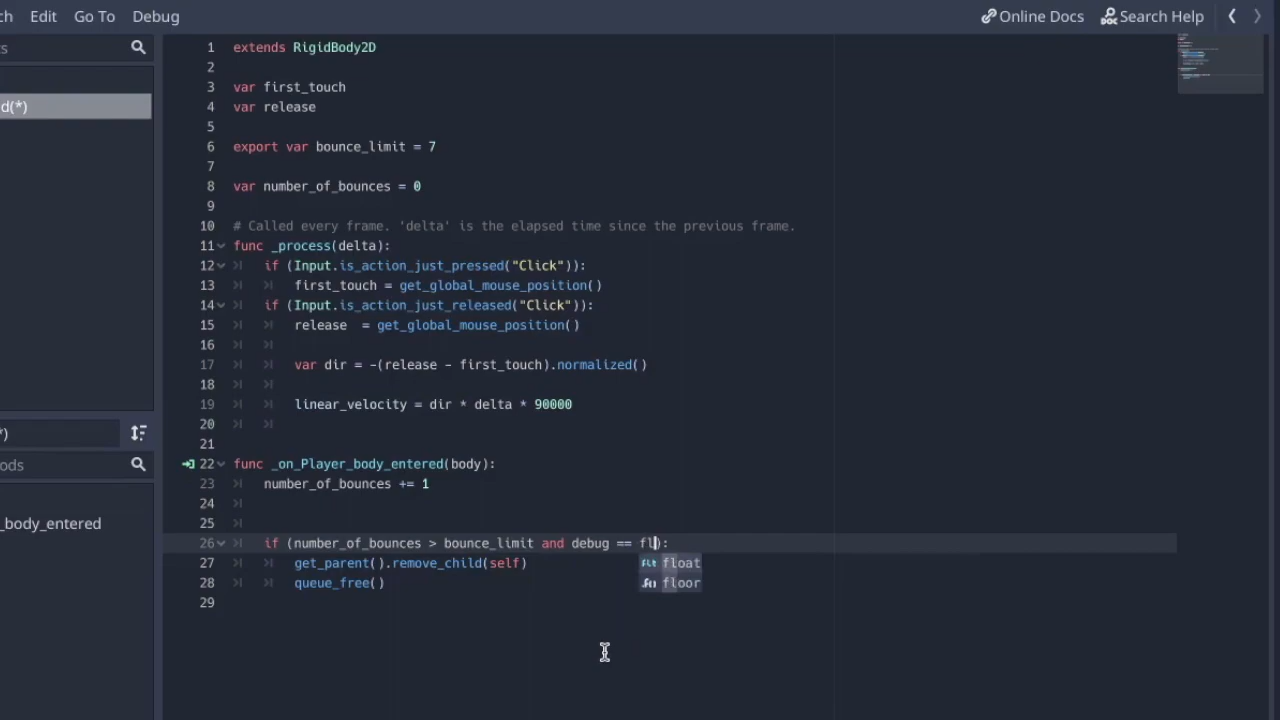 ch Edit Go To Debug Online Docs Search Help
s
d(*)
*)
ods
_body_entered
1 extends RigidBody2D
2
3 var first_touch
4 var release
5
6 export var bounce_limit = 7
7
8 var number_of_bounces = 0
9
10 # Called every frame. 'delta' is the elapsed time since the previous frame.
11 func _process(delta):
12 if (Input.is_action_just_pressed("Click")):
13 first_touch = get_global_mouse_position()
14 if (Input.is_action_just_released("Click")):
15 release  = get_global_mouse_position()
16
17 var dir = -(release - first_touch).normalized()
18
19 linear_velocity = dir * delta * 90000
20
21
22 func _on_Player_body_entered(body):
23 number_of_bounces += 1
24
25
26 if (number_of_bounces > bounce_limit and debug == fl):
27 get_parent().remove_child(self)
28 queue_free()
29
float
floor